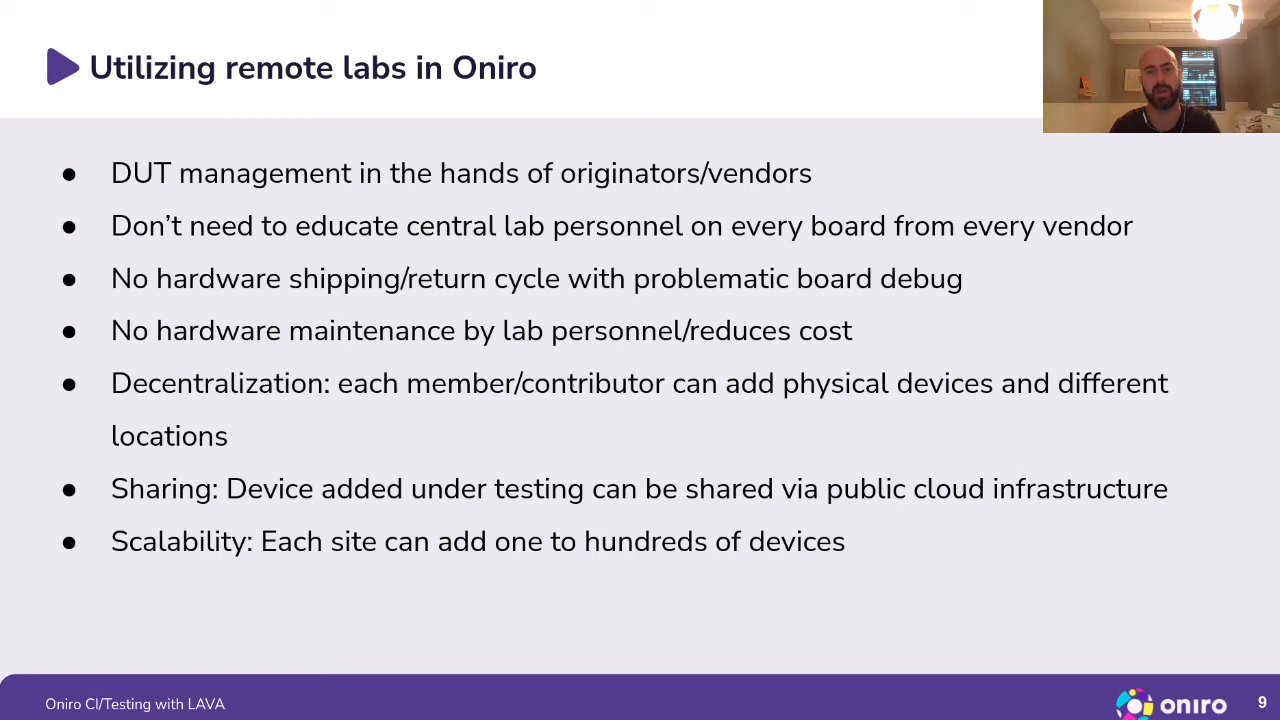 Utilizing remote labs in Oniro
● DUT management in the hands of originators/vendors
● Don’t need to educate central lab personnel on every board from every vendor
● No hardware shipping/return cycle with problematic board debug
● No hardware maintenance by lab personnel/reduces cost
● Decentralization: each member/contributor can add physical devices and different
locations
● Sharing: Device added under testing can be shared via public cloud infrastructure
● Scalability: Each site can add one to hundreds of devices
Oniro CI/Testing with LAVA
oniro
9